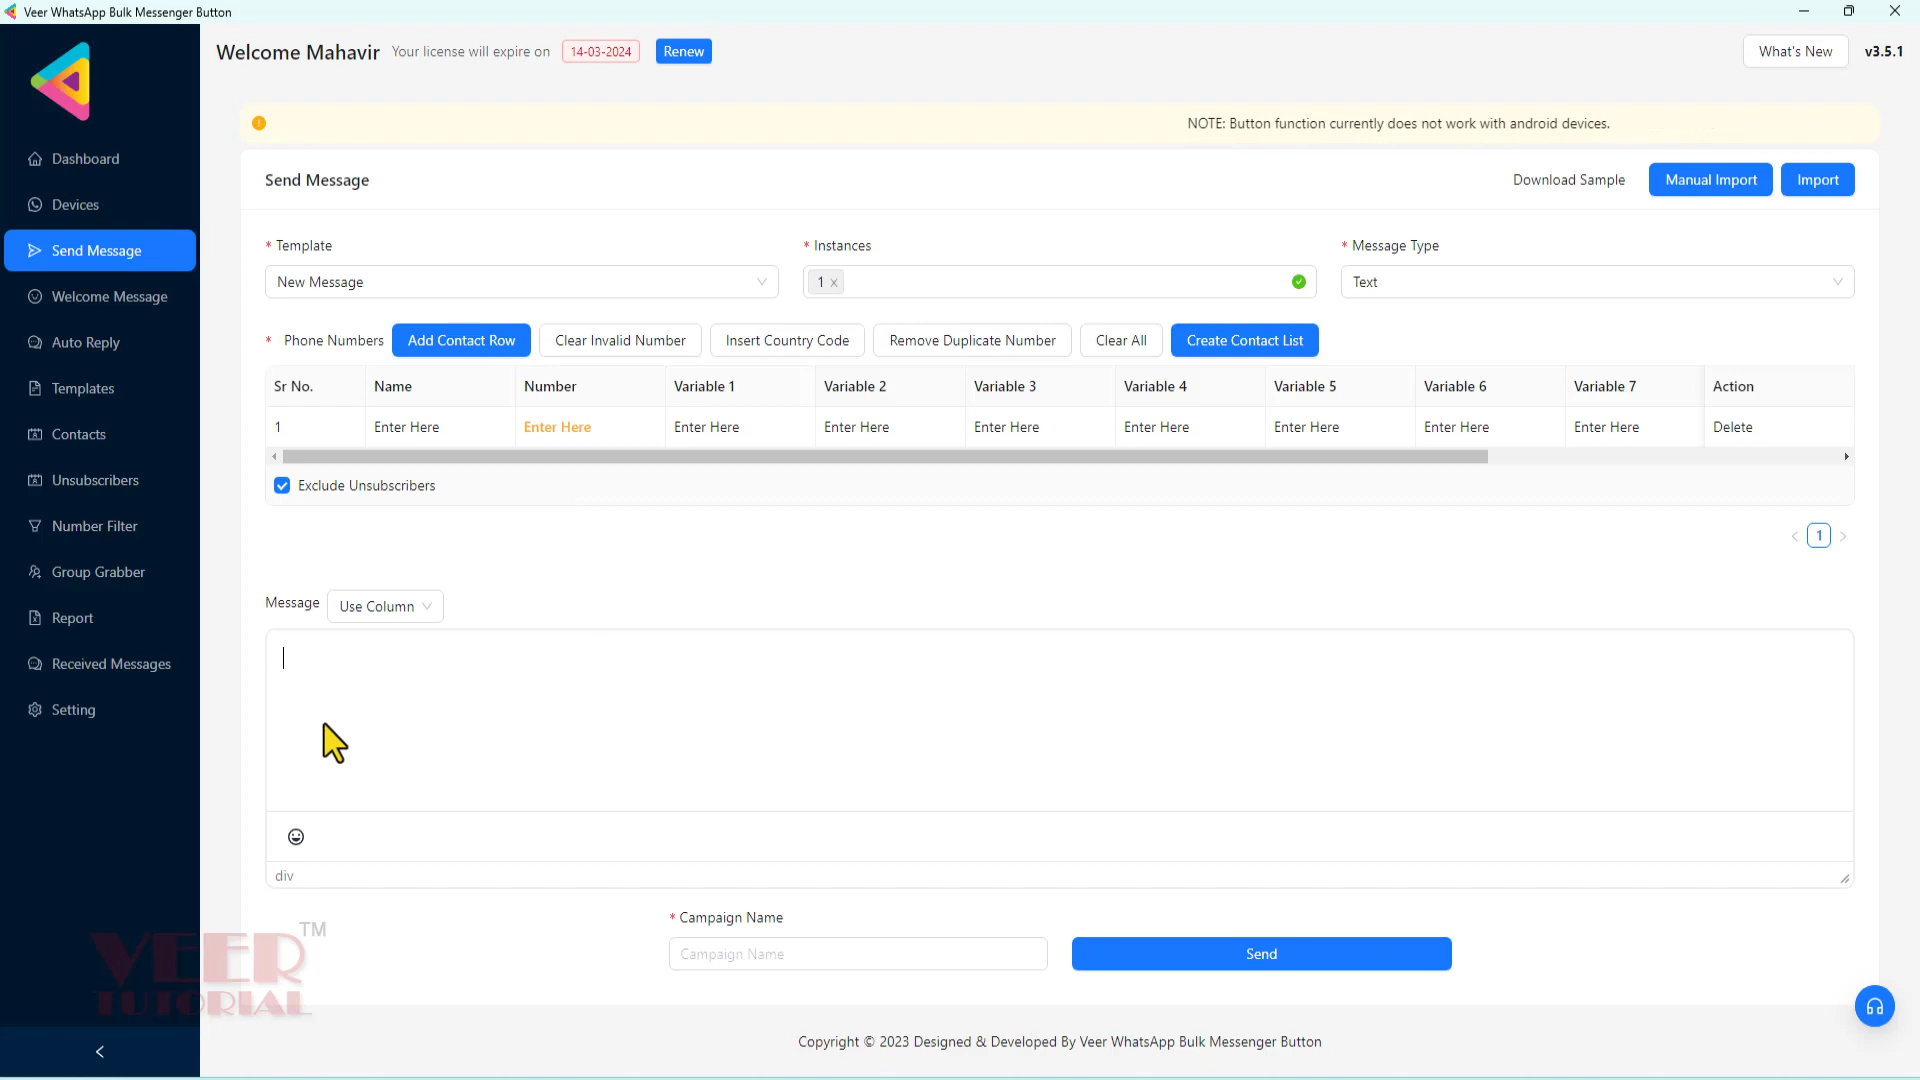 Veer WhatsApp Bulk Messenger Button
Welcome Mahavir Your license will expire on 14-03-2024 Renew What's New v3.5.1
NOTE: Button function currently does not work with android devices.
Dashboard
Devices
Send Message
Welcome Message
Auto Reply
Templates
Contacts
Unsubscribers
Number Filter
Group Grabber
Report
Received Messages
Setting
Send Message Download Sample Manual Import Import
* Template * Instances * Message Type
New Message 1 × Text
* Phone Numbers Add Contact Row Clear Invalid Number Insert Country Code Remove Duplicate Number Clear All Create Contact List
Sr No. Name Number Variable 1 Variable 2 Variable 3 Variable 4 Variable 5 Variable 6 Variable 7 Action
1 Enter Here Enter Here Enter Here Enter Here Enter Here Enter Here Enter Here Enter Here Enter Here Delete
Exclude Unsubscribers
< 1 >
Message Use Column
div
* Campaign Name
Campaign Name Send
VEER TM
TUTORIAL
Copyright © 2023 Designed & Developed By Veer WhatsApp Bulk Messenger Button